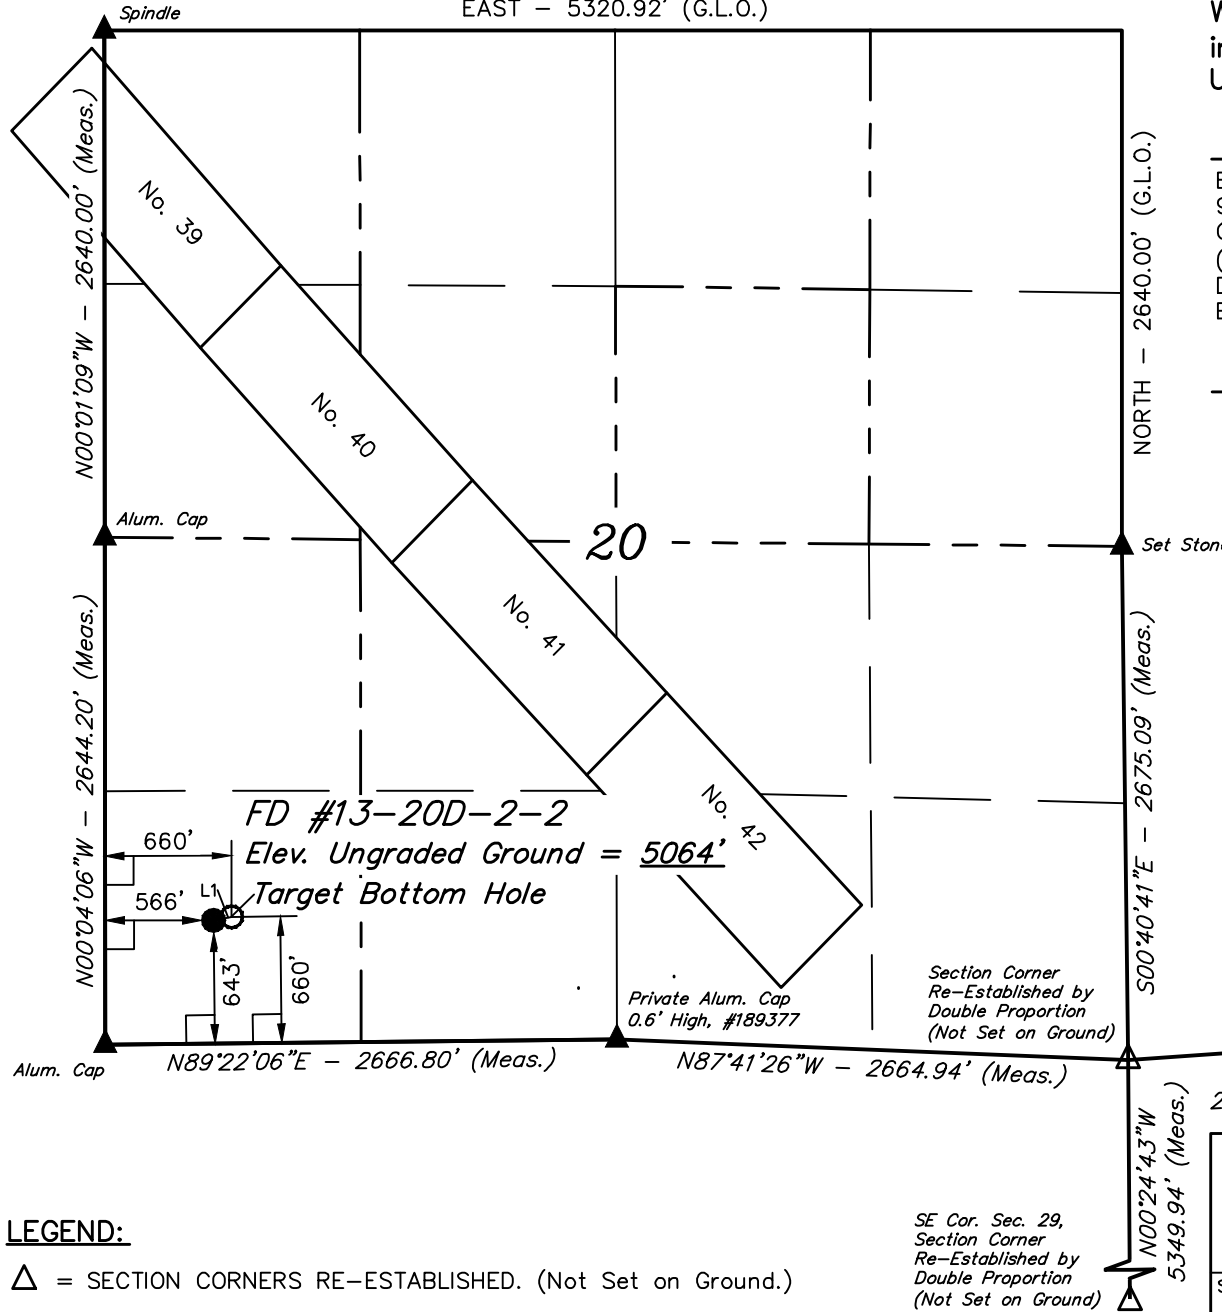 EAST – 5320.92' (G.L.O.)
Spindle
N00°01'09"W – 2640.00' (Meas.)
No. 39
NORTH – 2640.00' (G.L.O.)
No. 40
Alum. Cap
20
Set Ston
No. 41
N00°04'06"W – 2644.20' (Meas.)
S00°40'41"E – 2675.09' (Meas.)
No. 42
FD #13-20D-2-2
Elev. Ungraded Ground = 5064'
Target Bottom Hole
660'
L1
566'
643'
660'
Private Alum. Cap
0.6' High, #189377
Section Corner
Re-Established by
Double Proportion
(Not Set on Ground)
Alum. Cap
N89°22'06"E – 2666.80' (Meas.)
N87°41'26"W – 2664.94' (Meas.)
N00°24'43"W
5349.94' (Meas.)
SE Cor. Sec. 29,
Section Corner
Re-Established by
Double Proportion
(Not Set on Ground)
LEGEND:
△ = SECTION CORNERS RE-ESTABLISHED. (Not Set on Ground.)